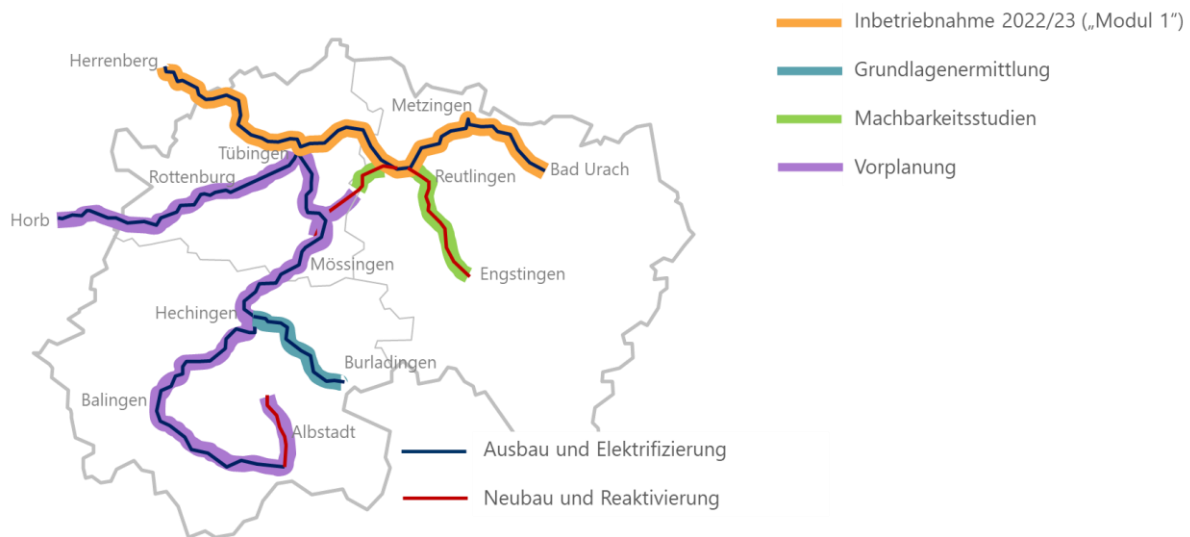 Inbetriebnahme 2022/23 („Modul 1“)
Grundlagenermittlung
Machbarkeitsstudien
Vorplanung
Herrenberg
Metzingen
Tübingen
Rottenburg
Reutlingen
Bad Urach
Horb
Mössingen
Engstingen
Hechingen
Burladingen
Balingen
Albstadt
Ausbau und Elektrifizierung
Neubau und Reaktivierung